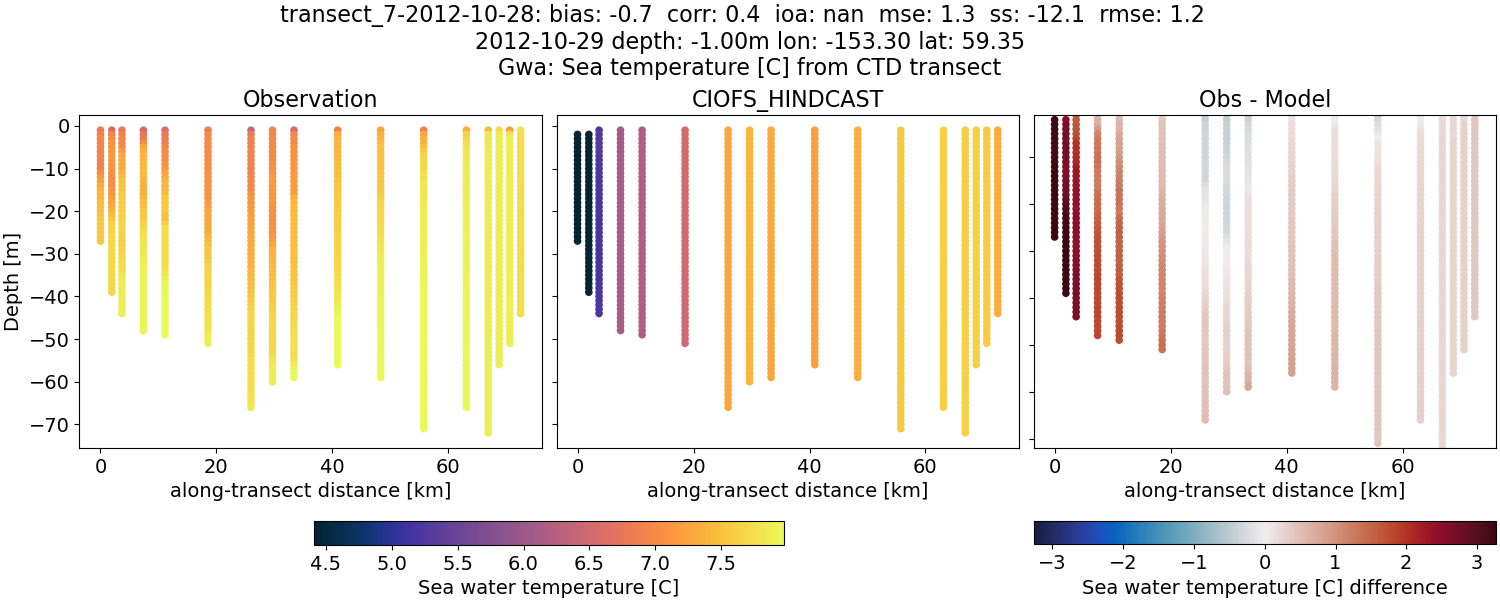 transect_7-2012-10-28: bias: -0.7  corr: 0.4  ioa: nan  mse: 1.3  ss: -12.1  rmse: 1.2
2012-10-29 depth: -1.00m lon: -153.30 lat: 59.35
Gwa: Sea temperature [C] from CTD transect
Observation
CIOFS_HINDCAST
Obs - Model
Depth [m]
0
−10
−20
−30
−40
−50
−60
−70
0 20 40 60
0 20 40 60
0 20 40 60
along-transect distance [km]
along-transect distance [km]
along-transect distance [km]
4.5 5.0 5.5 6.0 6.5 7.0 7.5
Sea water temperature [C]
−3 −2 −1 0 1 2 3
Sea water temperature [C] difference